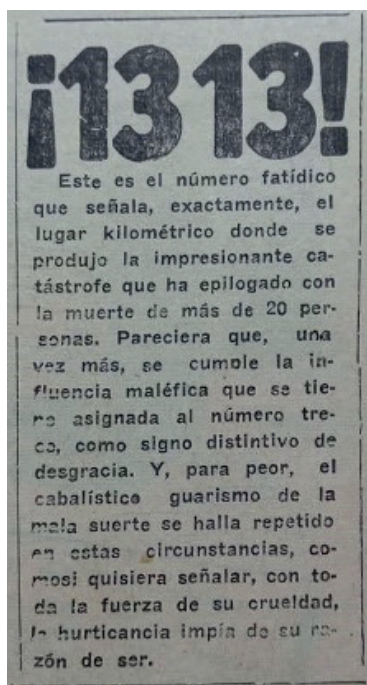 ¡13 13!
Este es el número fatídico
que señala, exactamente, el
lugar kilométrico donde se
produjo la impresionante ca-
tástrofe que ha epilogado con
la muerte de más de 20 per-
sonas. Pareciera que, una
vez más, se cumple la in-
fluencia maléfica que se tie-
ne asignada al número tre-
ce, como signo distintivo de
desgracia. Y, para peor, el
cabalístico guarismo de la
mala suerte se halla repetido
en estas circunstancias, co-
mosi quisiera señalar, con to-
da la fuerza de su crueldad,
la hurticancia impía de su ra-
zón de ser.